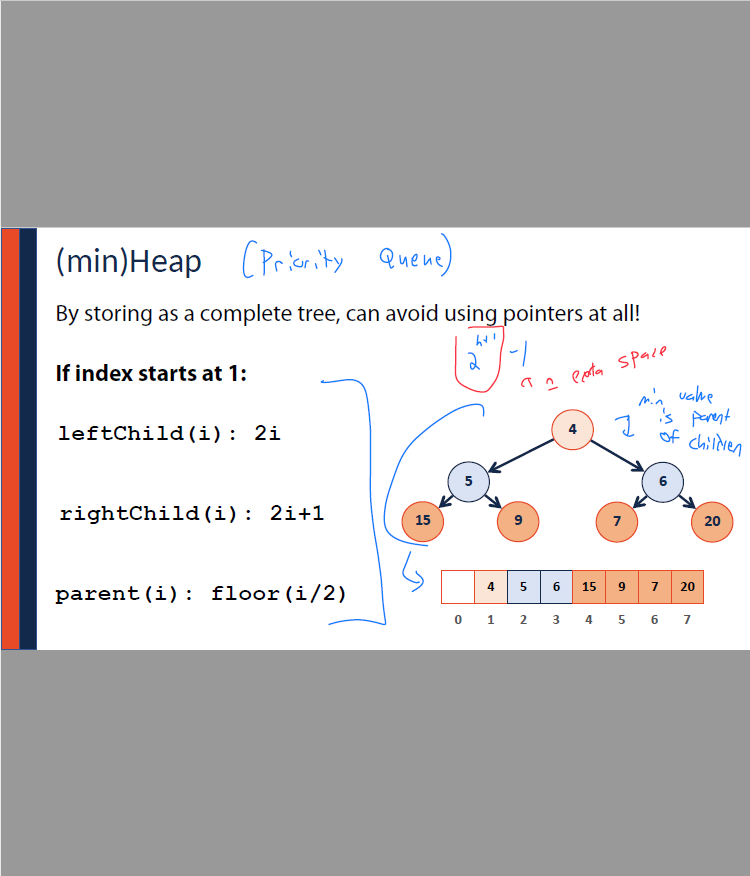 (min)Heap (Priority Queue)
By storing as a complete tree, can avoid using pointers at all!
2^h+1 - 1
space
If index starts at 1:
min value
is parent
of children
leftChild(i): 2i
rightChild(i): 2i+1
parent(i): floor(i/2)
4
5 6
15 9 7 20
4 5 6 15 9 7 20
0 1 2 3 4 5 6 7